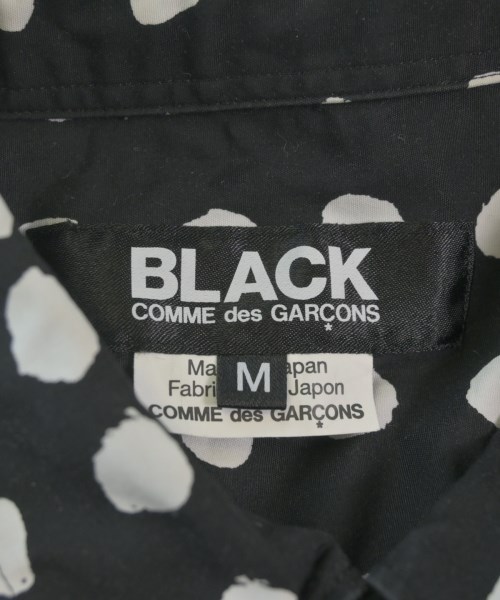 BLACK
COMME des GARÇONS
M
Ma apan
Fabri Japon
COMME des GARÇONS